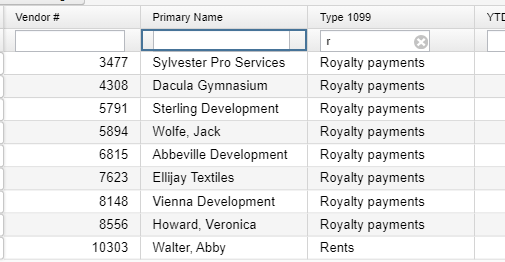 Vendor # Primary Name Type 1099 YTD
r
3477 Sylvester Pro Services Royalty payments
4308 Dacula Gymnasium Royalty payments
5791 Sterling Development Royalty payments
5894 Wolfe, Jack Royalty payments
6815 Abbeville Development Royalty payments
7623 Ellijay Textiles Royalty payments
8148 Vienna Development Royalty payments
8556 Howard, Veronica Royalty payments
10303 Walter, Abby Rents